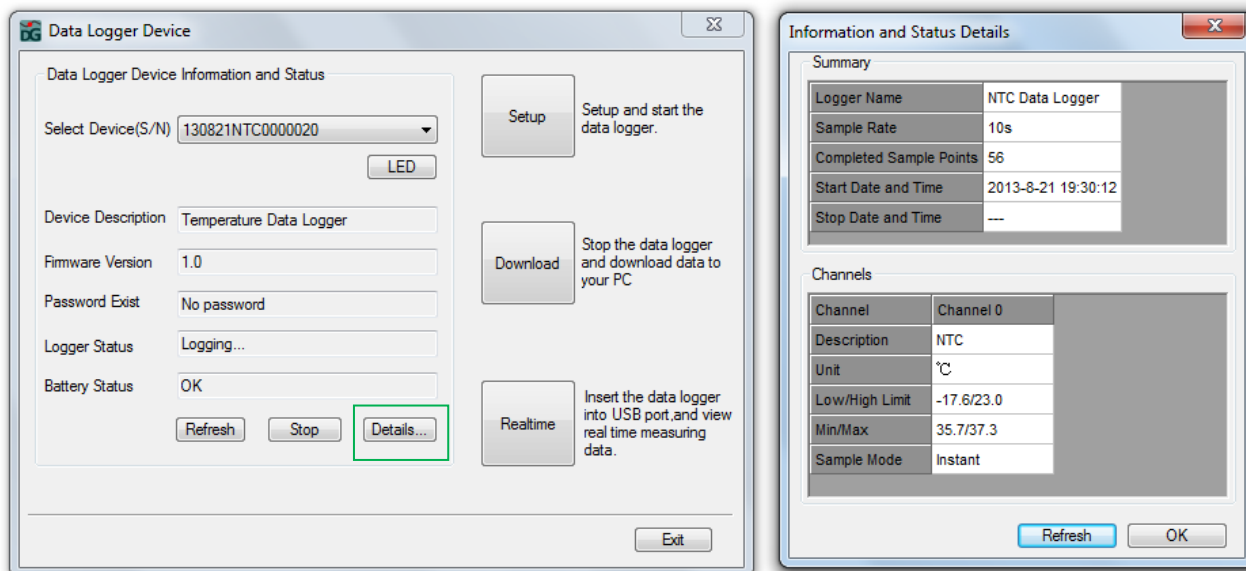 DG Data Logger Device
Data Logger Device Information and Status
Select Device(S/N) 130821NTC0000020
LED
Device Description Temperature Data Logger
Firmware Version 1.0
Password Exist No password
Logger Status Logging...
Battery Status OK
Refresh Stop Details...
Setup
Setup and start the
data logger.
Download
Stop the data logger
and download data to
your PC
Realtime
Insert the data logger
into USB port,and view
real time measuring
data.
Exit
Information and Status Details
Summary
Logger Name NTC Data Logger
Sample Rate 10s
Completed Sample Points 56
Start Date and Time 2013-8-21 19:30:12
Stop Date and Time ---
Channels
Channel Channel 0
Description NTC
Unit ℃
Low/High Limit -17.6/23.0
Min/Max 35.7/37.3
Sample Mode Instant
Refresh OK